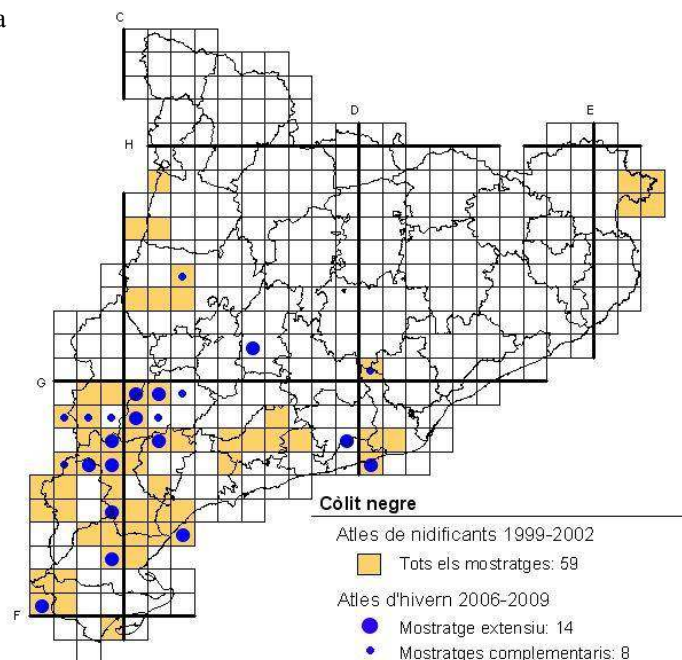 a
C
D
E
H
G
F
Còlit negre
Atles de nidificants 1999-2002
Tots els mostratges: 59
Atles d'hivern 2006-2009
Mostratge extensiu: 14
Mostratges complementaris: 8